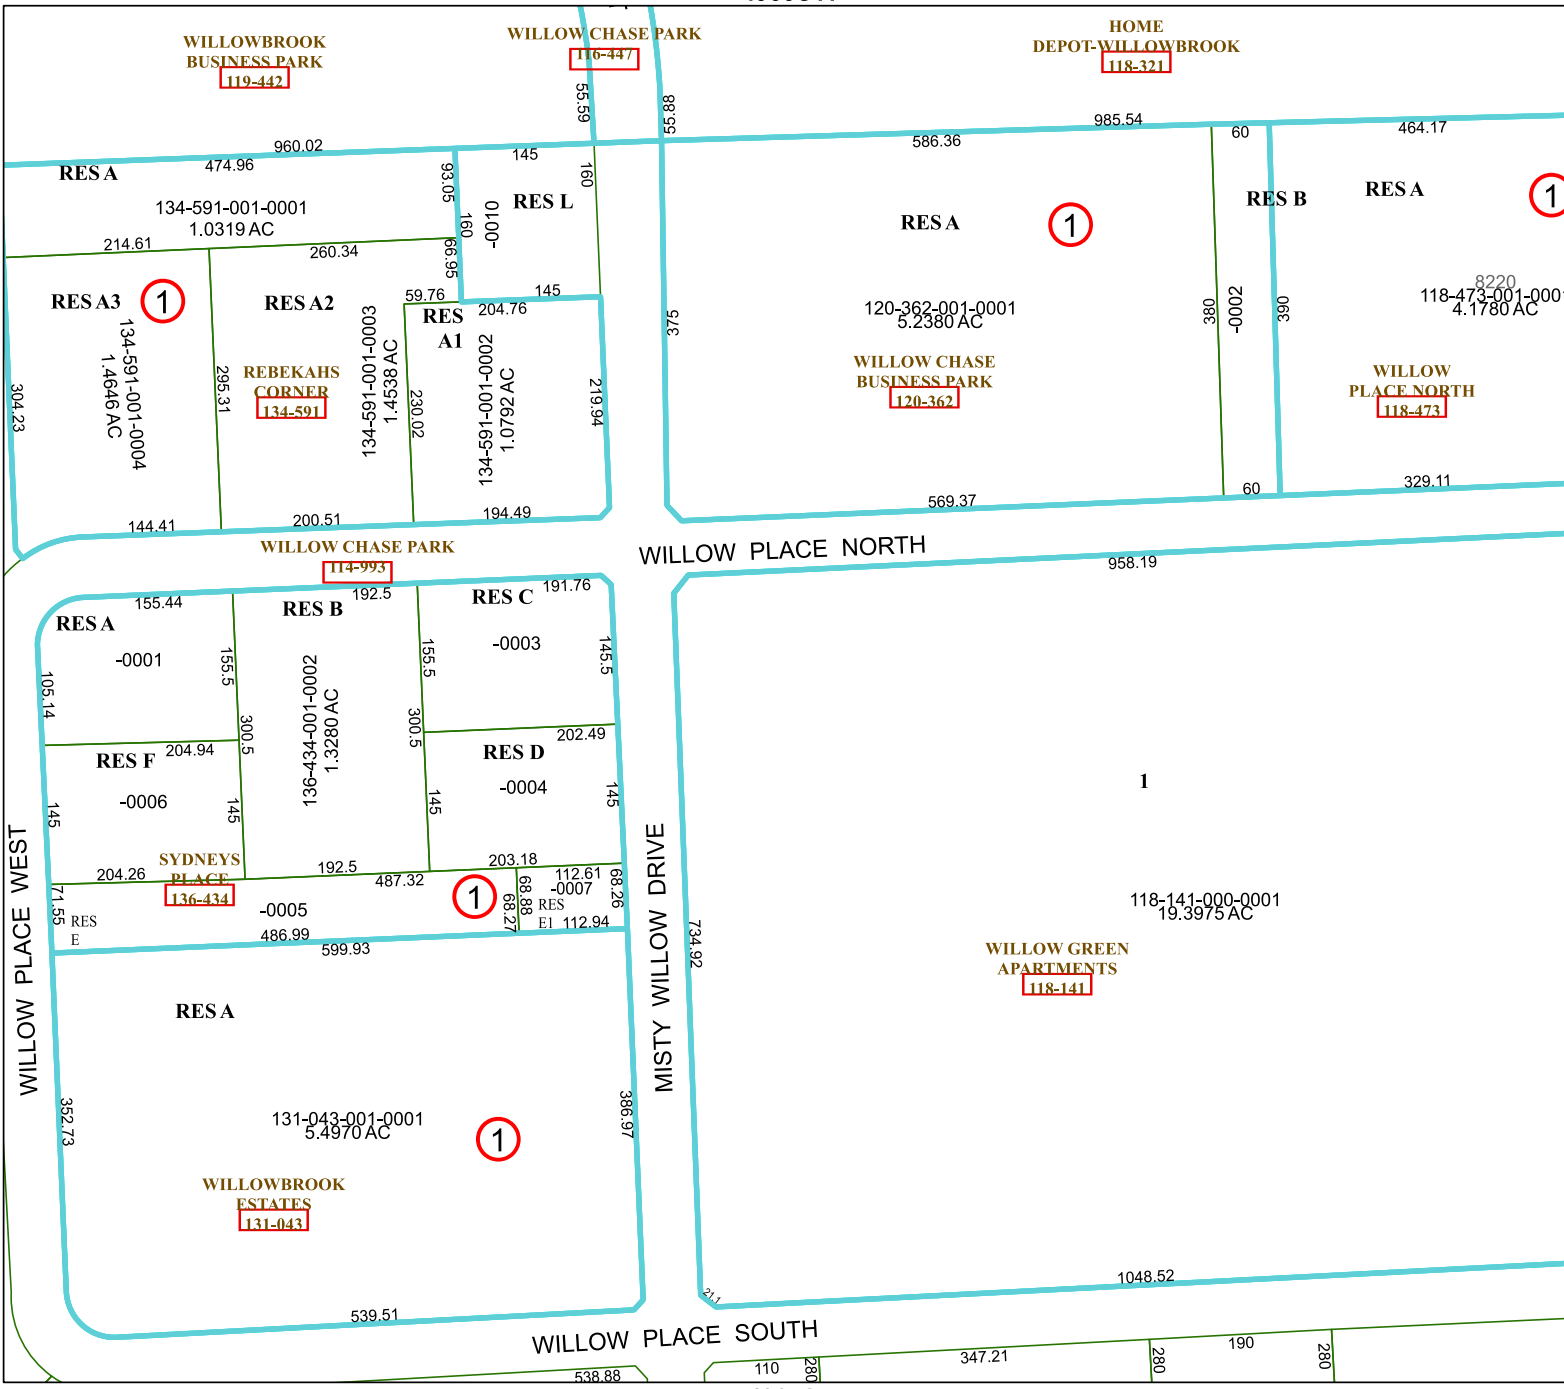 WILLOWBROOK
BUSINESS PARK
119-442
WILLOW CHASE PARK
116-447
HOME
DEPOT-WILLOWBROOK
118-321
55.59
55.88
960.02
474.96
145
586.36
985.54
60
464.17
RES A
134-591-001-0001
1.0319 AC
93.05
160
66.95
-0010
RES L
160
RES A
1
RES B
RES A
1
214.61
260.34
RES A3
1
RES A2
59.76
145
204.76
RES
A1
134-591-001-0004
1.4646 AC
295.31
304.23
REBEKAHS
CORNER
134-591
134-591-001-0003
1.4538 AC
230.02
134-591-001-0002
1.0792 AC
219.94
375
120-362-001-0001
5.2380 AC
WILLOW CHASE
BUSINESS PARK
120-362
380
-0002
390
8220
118-473-001-0001
4.1780 AC
WILLOW
PLACE NORTH
118-473
144.41
200.51
194.49
569.37
60
329.11
WILLOW CHASE PARK
114-993
WILLOW PLACE NORTH
958.19
155.44
192.5
191.76
RES A
RES B
RES C
-0001
-0003
105.14
155.5
300.5
136-434-001-0002
1.3280 AC
155.5
300.5
145.5
204.94
202.49
RES F
RES D
-0006
-0004
145
145
145
145
1
204.26
192.5
203.18
SYDNEYS
PLACE
136-434
487.32
1
112.61
-0007
68.88
68.27
68.26
RES
E1
112.94
71.55
RES
E
-0005
486.99
599.93
WILLOW PLACE WEST
MISTY WILLOW DRIVE
734.92
118-141-000-0001
19.3975 AC
WILLOW GREEN
APARTMENTS
118-141
RES A
352.73
131-043-001-0001
5.4970 AC
1
386.97
WILLOWBROOK
ESTATES
131-043
21.1
1048.52
539.51
WILLOW PLACE SOUTH
538.88
110
280
347.21
280
190
280